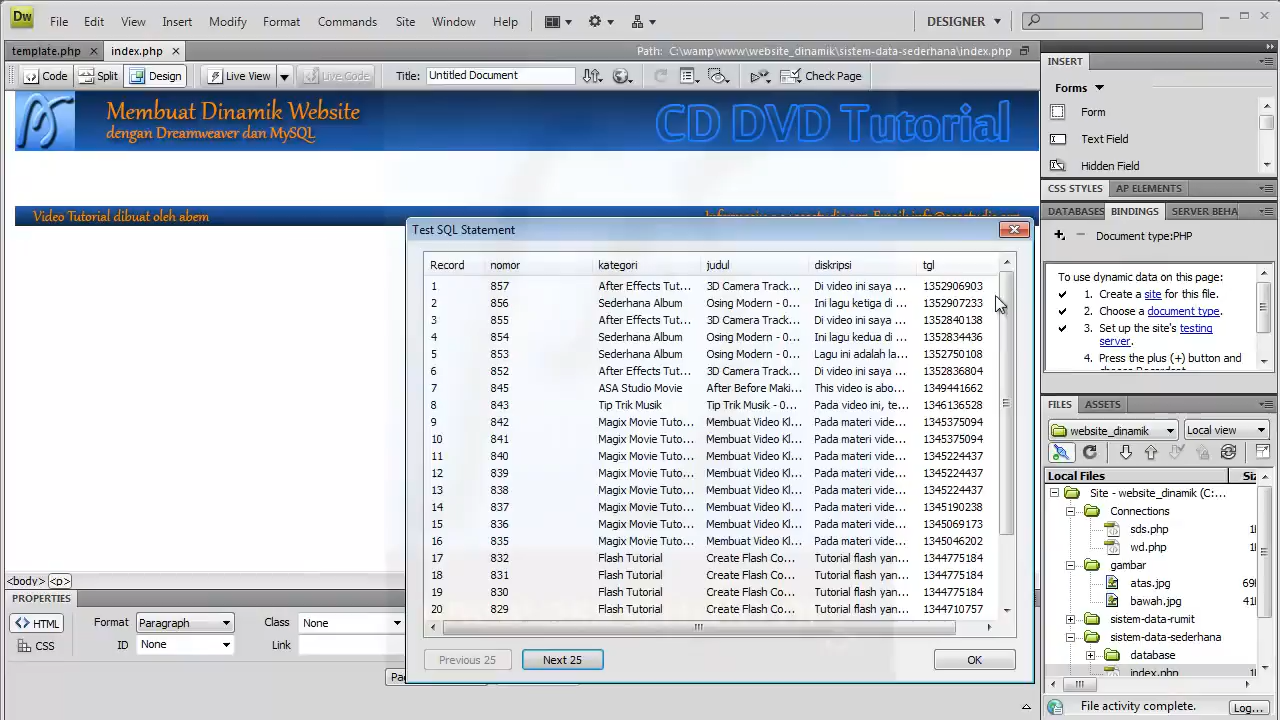 Dw File Edit View Insert Modify Format Commands Site Window Help DESIGNER
template.php index.php Path: C:\wamp\www\website_dinamik\sistem-data-sederhana\index.php
Code Split Design Live View Live Code Title: Untitled Document Check Page
Membuat Dinamik Website
dengan Dreamweaver dan MySQL
CD DVD Tutorial
Video Tutorial dibuat oleh abem
Test SQL Statement
Record nomor kategori judul diskripsi tgl
1 857 After Effects Tut... 3D Camera Track... Di video ini saya ... 1352906903
2 856 Sederhana Album Osing Modern - 0... Ini lagu ketiga di ... 1352907233
3 855 After Effects Tut... 3D Camera Track... Di video ini saya ... 1352840138
4 854 Sederhana Album Osing Modern - 0... Ini lagu kedua di ... 1352834436
5 853 Sederhana Album Osing Modern - 0... Lagu ini adalah la... 1352750108
6 852 After Effects Tut... 3D Camera Track... Di video ini saya ... 1352836804
7 845 ASA Studio Movie After Before Maki... This video is abo... 1349441662
8 843 Tip Trik Musik Tip Trik Musik - 0... Pada video ini, te... 1346136528
9 842 Magix Movie Tuto... Membuat Video Kl... Pada materi vide... 1345375094
10 841 Magix Movie Tuto... Membuat Video Kl... Pada materi vide... 1345375094
11 840 Magix Movie Tuto... Membuat Video Kl... Pada materi vide... 1345224437
12 839 Magix Movie Tuto... Membuat Video Kl... Pada materi vide... 1345224437
13 838 Magix Movie Tuto... Membuat Video Kl... Pada materi vide... 1345224437
14 837 Magix Movie Tuto... Membuat Video Kl... Pada materi vide... 1345190238
15 836 Magix Movie Tuto... Membuat Video Kl... Pada materi vide... 1345069173
16 835 Magix Movie Tuto... Membuat Video Kl... Pada materi vide... 1345046202
17 832 Flash Tutorial Create Flash Co... Tutorial flash yan... 1344775184
18 831 Flash Tutorial Create Flash Co... Tutorial flash yan... 1344775184
19 830 Flash Tutorial Create Flash Co... Tutorial flash yan... 1344775184
20 829 Flash Tutorial Create Flash Co... Tutorial flash yan... 1344710757
Previous 25 Next 25 OK
<body> <p>
PROPERTIES
HTML Format Paragraph Class None
CSS ID None Link
INSERT
Forms
Form
Text Field
Hidden Field
CSS STYLES AP ELEMENTS
DATABASES BINDINGS SERVER BEHA
Document type:PHP
To use dynamic data on this page:
1. Create a site for this file.
2. Choose a document type.
3. Set up the site's testing
server.
4. Press the plus (+) button and
FILES ASSETS
website_dinamik Local view
Local Files Siz
Site - website_dinamik (C:...
Connections
sds.php 1
wd.php 1
gambar
atas.jpg 69
bawah.jpg 41
sistem-data-rumit
sistem-data-sederhana
database
index.php 1
File activity complete. Log...